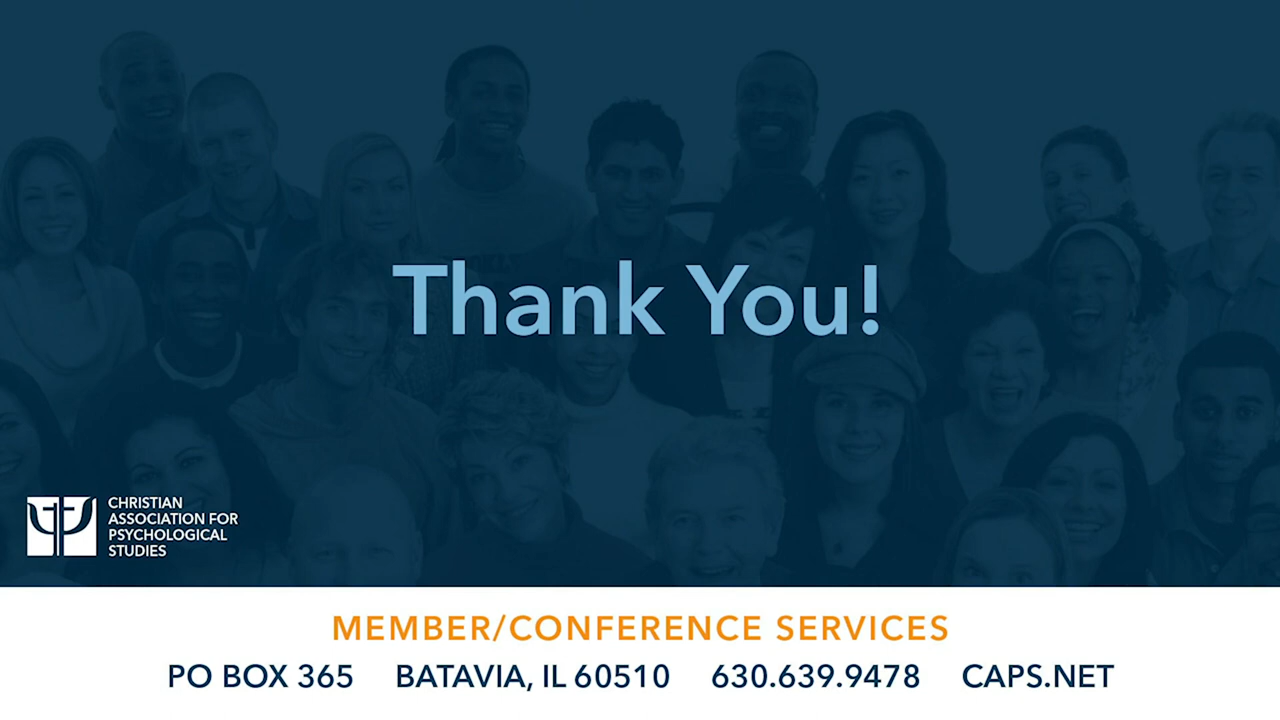 Thank You!
CHRISTIAN
ASSOCIATION FOR
PSYCHOLOGICAL
STUDIES
MEMBER/CONFERENCE SERVICES
PO BOX 365 BATAVIA, IL 60510 630.639.9478 CAPS.NET